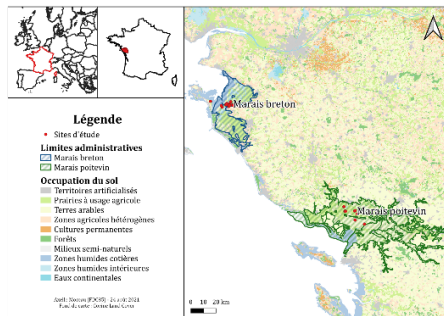 Légende
Sites d'étude
Limites administratives
Marais breton
Marais poitevin
Occupation du sol
Territoires artificialisés
Prairies à usage agricole
Terres arables
Zones agricoles hétérogènes
Cultures permanentes
Forêts
Milieux semi-naturels
Zones humides cotières
Zones humides intérieures
Eaux continentales
2021
Marais breton
Marais poitevin
0 10 20 km